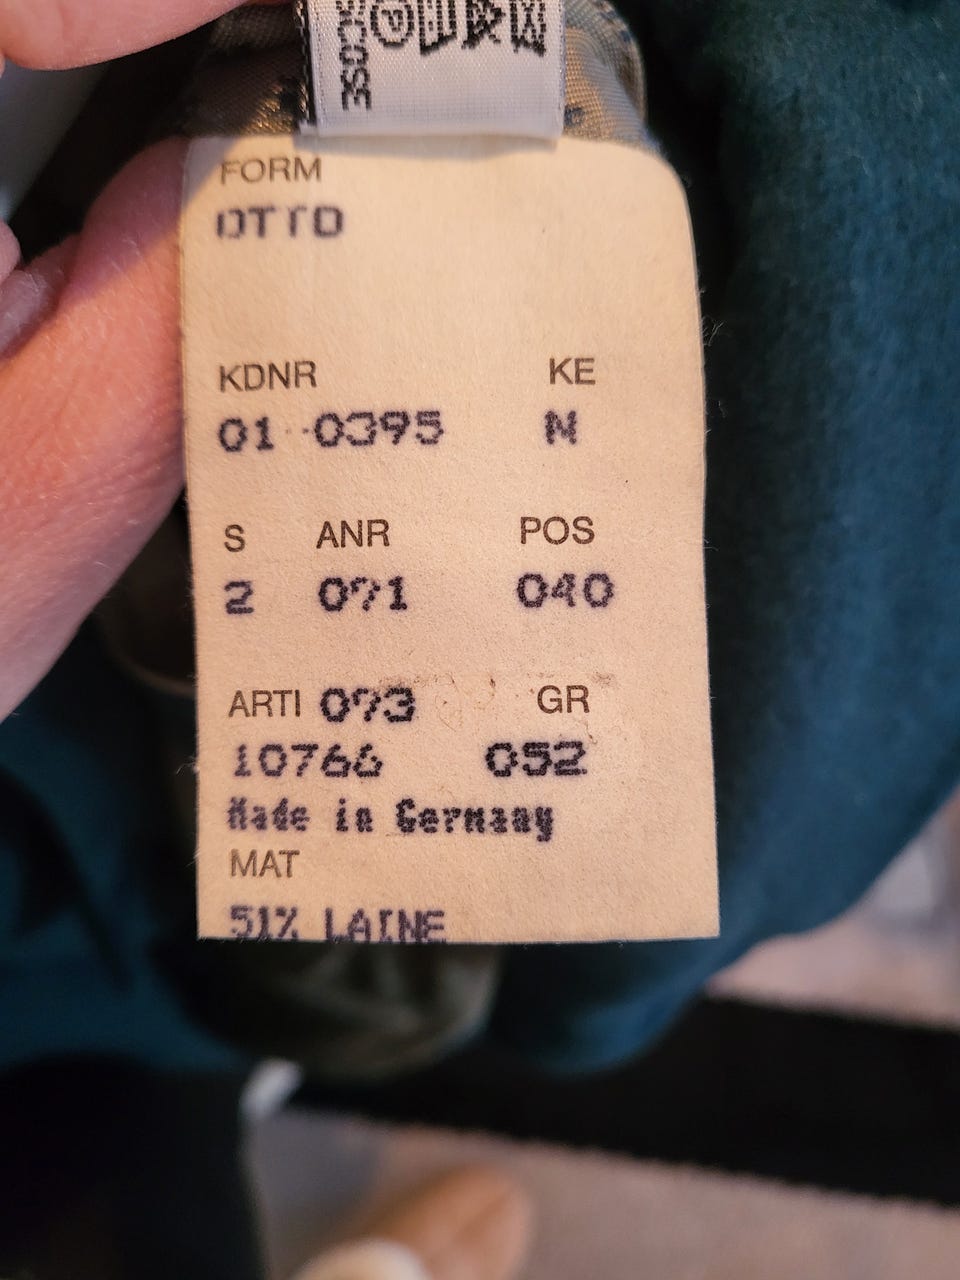 FORM
OTTO
KDNR KE
01 0395 N
S ANR POS
2 071 040
ARTI 073 GR
10766 052
Made in Germany
MAT
51% LAINE